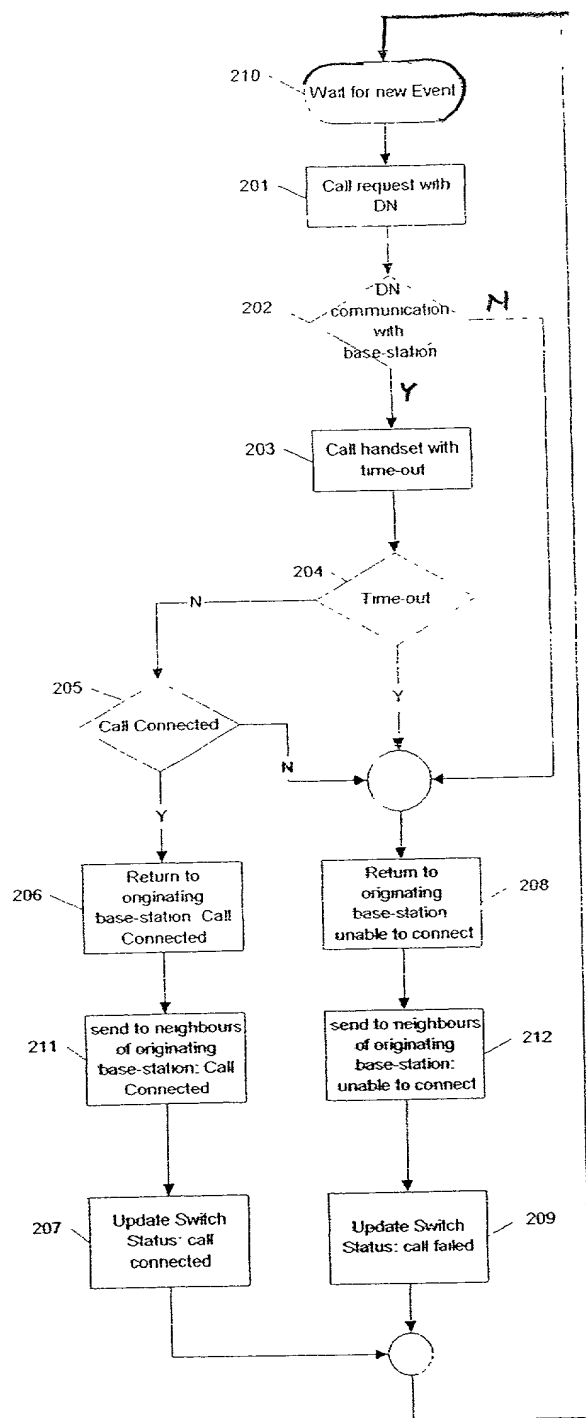 210
Wait for new Event
201
Call request with
DN
202
DN
communication
with
base-station
N
Y
203
Call handset with
time-out
204
Time-out
N
Y
205
Call Connected
N
Y
206
Return to
originating
base-station Call
Connected
Return to
originating
base-station
unable to connect
208
211
send to neighbours
of originating
base-station: Call
Connected
send to neighbours
of originating
base-station:
unable to connect
212
207
Update Switch
Status: call
connected
Update Switch
Status: call failed
209